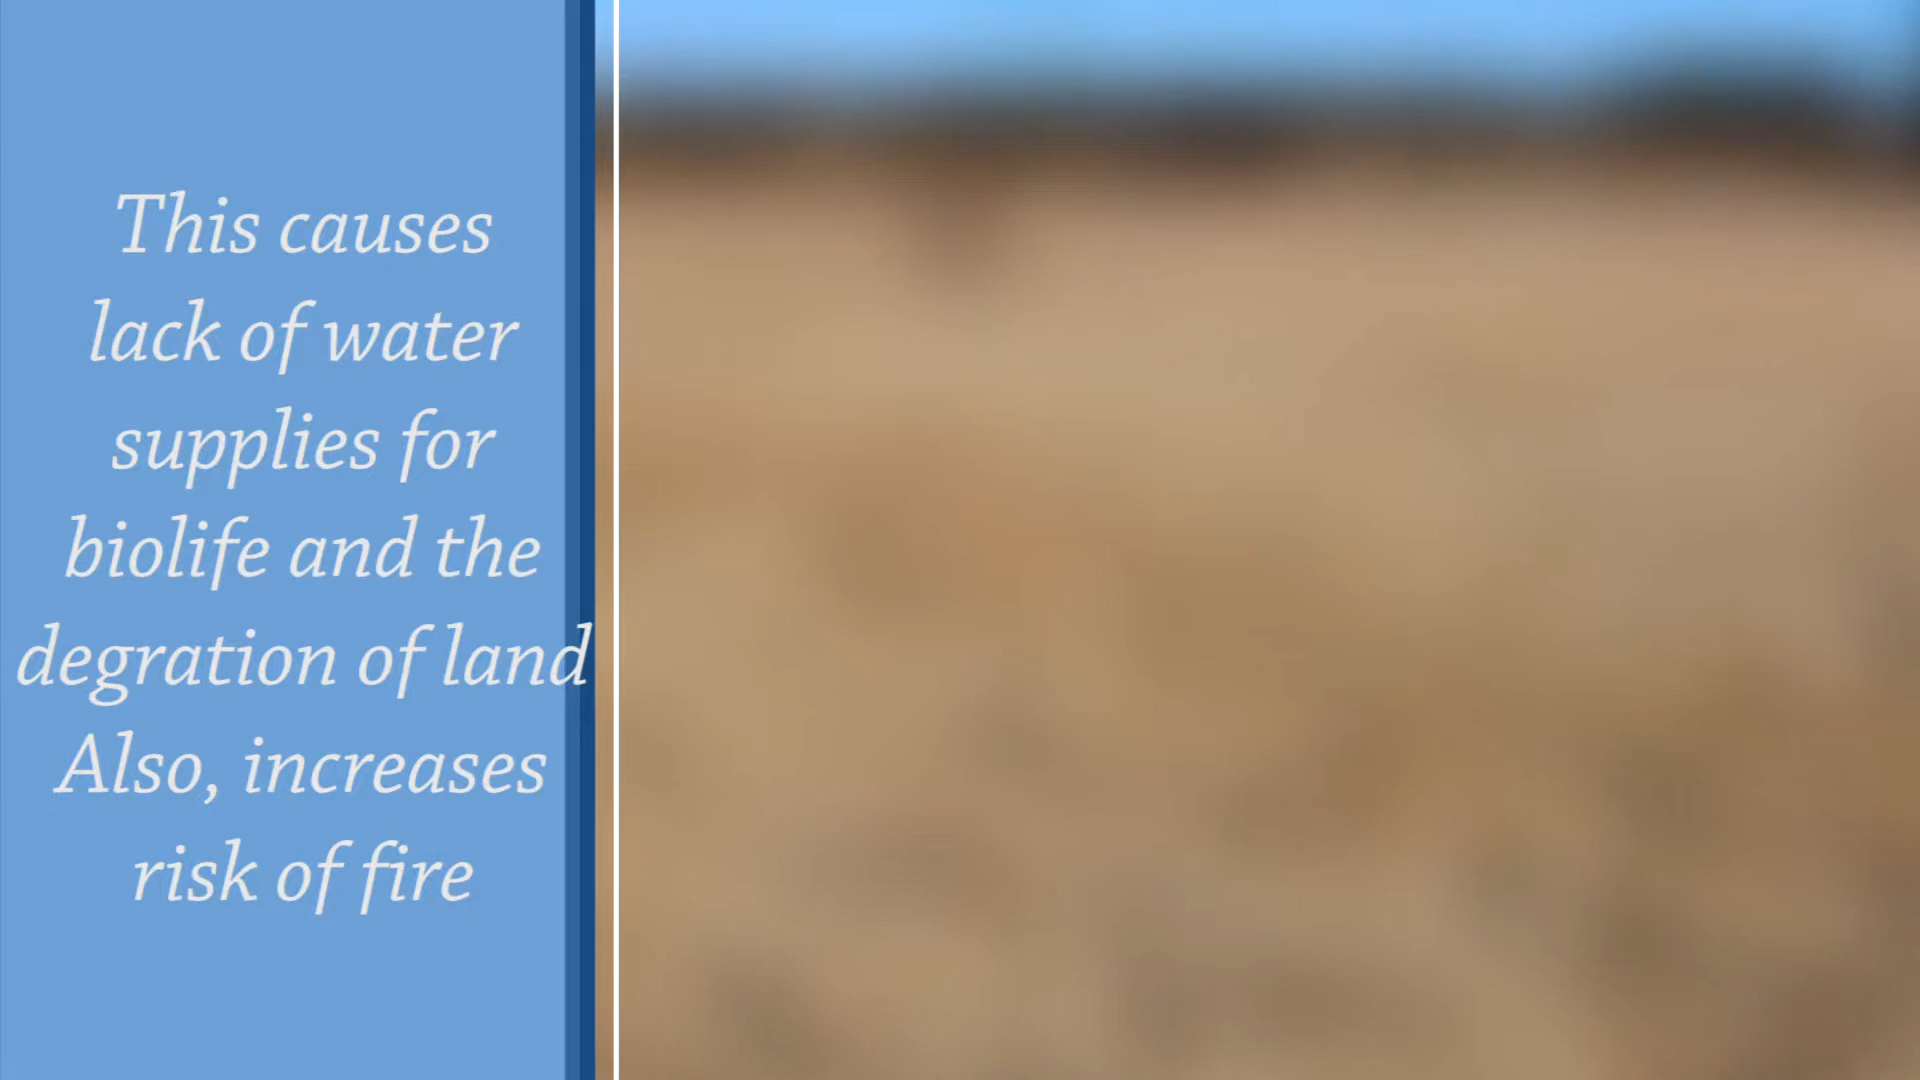 This causes
lack of water
supplies for
biolife and the
degration of land
Also, increases
risk of fire